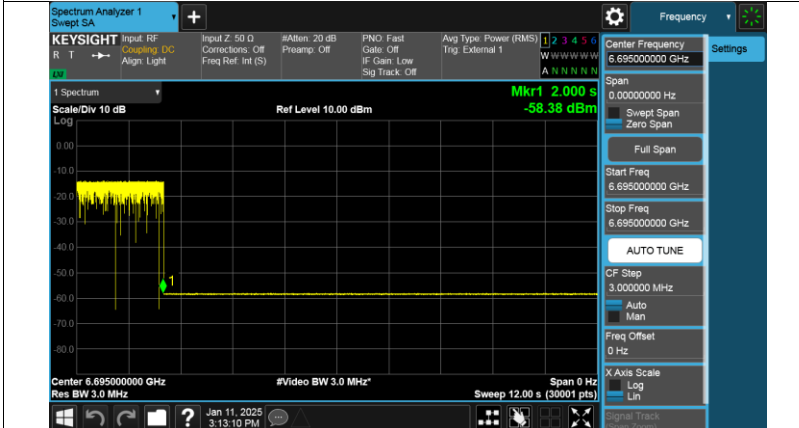 Spectrum Analyzer 1
Swept SA
+
Frequency
KEYSIGHT
R T
LXI
Input: RF
Coupling: DC
Align: Light
Input Z: 50 Ω
Corrections: Off
Freq Ref: Int (S)
#Atten: 20 dB
Preamp: Off
PNO: Fast
Gate: Off
IF Gain: Low
Sig Track: Off
Avg Type: Power (RMS)
Trig: External 1
1 2 3 4 5 6
W W W W W W
A N N N N N
1 Spectrum
Scale/Div 10 dB
Log
Ref Level 10.00 dBm
Mkr1 2.000 s
-58.38 dBm
0.00
-10.0
-20.0
-30.0
-40.0
-50.0
-60.0
-70.0
-80.0
1
Center 6.695000000 GHz
Res BW 3.0 MHz
#Video BW 3.0 MHz*
Span 0 Hz
Sweep 12.00 s (30001 pts)
?
Jan 11, 2025
3:13:10 PM
Center Frequency
6.695000000 GHz
Span
0.00000000 Hz
Swept Span
Zero Span
Full Span
Start Freq
6.695000000 GHz
Stop Freq
6.695000000 GHz
AUTO TUNE
CF Step
3.000000 MHz
Auto
Man
Freq Offset
0 Hz
X Axis Scale
Log
Lin
Signal Track
(Span Zoom)
Settings